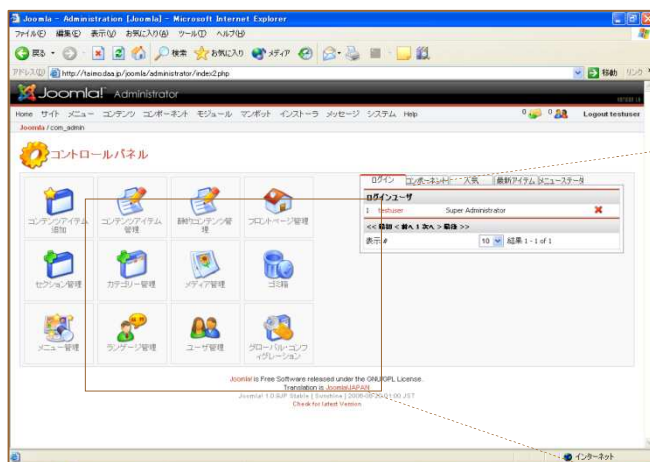 Joomla - Administration [Joomla] - Microsoft Internet Explorer
ファイル(F) 編集(E) 表示(V) お気に入り(A) ツール(T) ヘルプ(H)
戻る 検索 お気に入り メディア
アドレス(D) http://taimo.daa.jp/joomla/administrator/index2.php 移動 リンク
Joomla! Administrator
Home サイト メニュー コンテンツ コンポーネント モジュール マンボット インストーラ メッセージ システム Help 0 0 Logout testuser
Joomla / com_admin
コントロールパネル
ログイン 人気 最新アイテム メニューステータ
ログインユーザ
1 testuser Super Administrator
<< 最初 < 前へ 1 次へ > 最後 >>
表示 # 10 結果 1 - 1 of 1
コンテンツアイテム追加 コンテンツアイテム管理 静的コンテンツ管理 フロントページ管理
セクション管理 カテゴリー管理 メディア管理 ゴミ箱
メニュー管理 ランゲージ管理 ユーザ管理 グローバル・コンフィグレーション
Joomla! is Free Software released under the GNU/GPL License.
Translation is JoomlaJAPAN
Check for Latest Version
インターネット